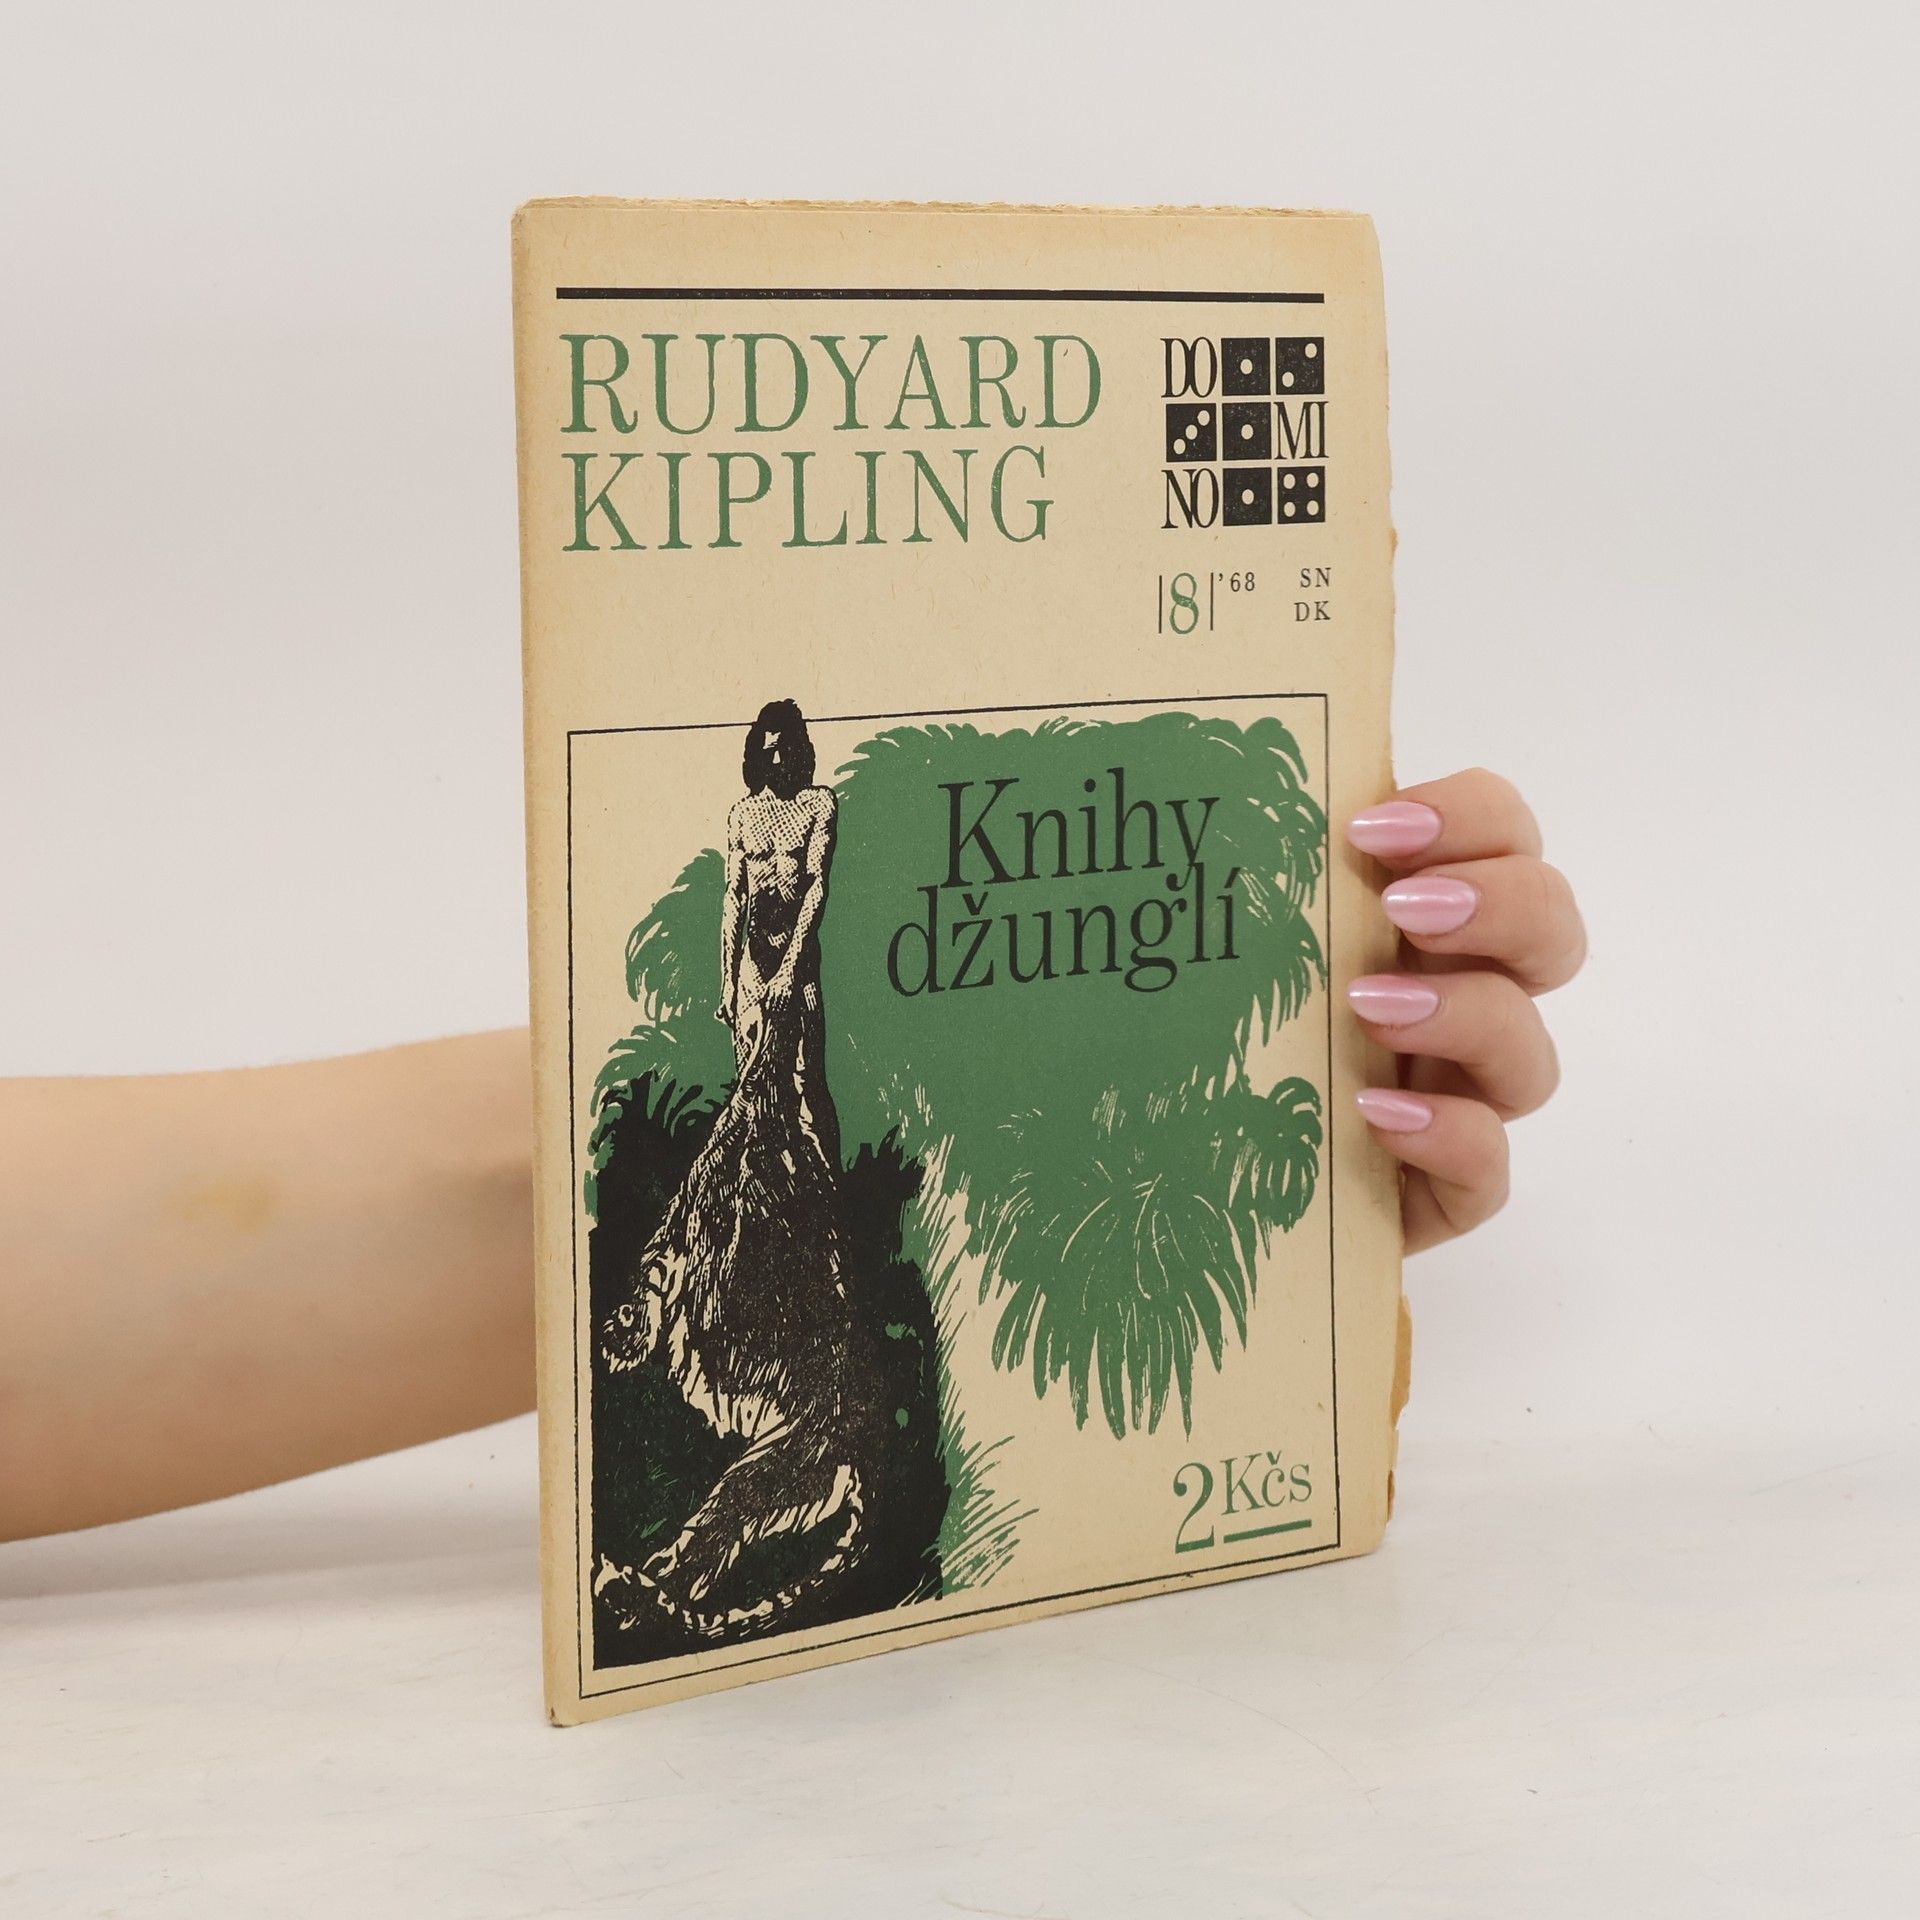 RUDYARD
KIPLING
DO
MI
NO
|8|'68
SN
DK
Knihy
džunglí
2 Kčs